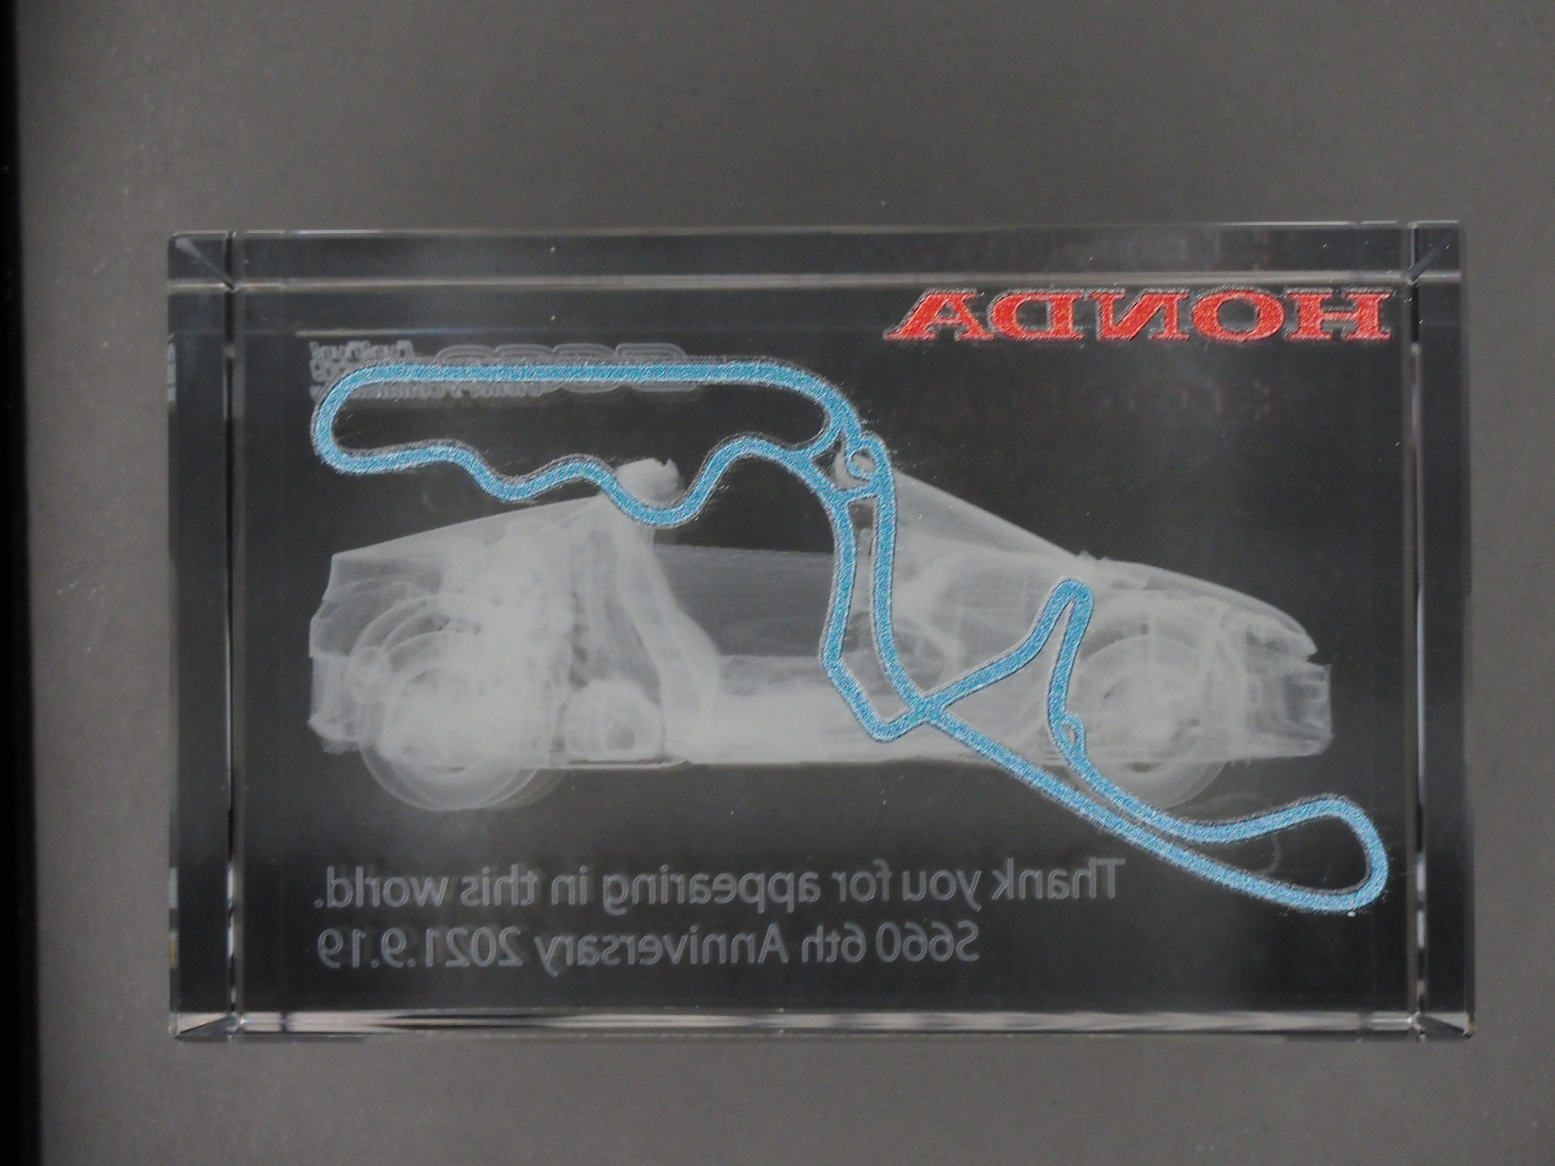 HONDA
Thank you for appearing in this world.
S660 6th Anniversary 2021.9.19